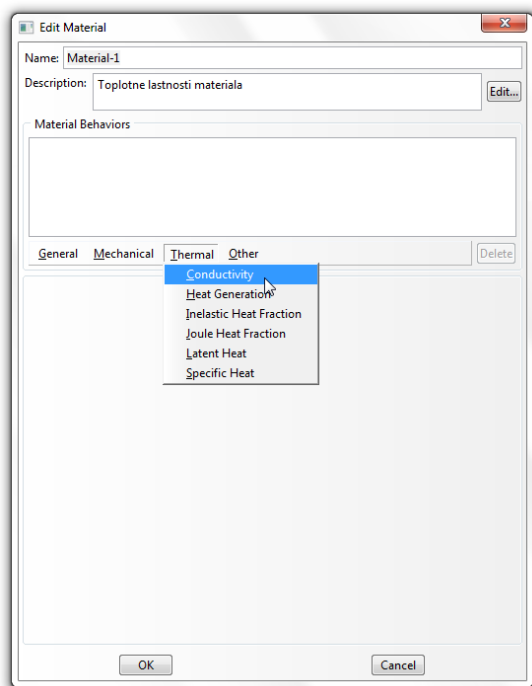 Edit Material
Name: Material-1
Description: Toplotne lastnosti materiala
Edit...
Material Behaviors
General Mechanical Thermal Other Delete
Conductivity
Heat Generation
Inelastic Heat Fraction
Joule Heat Fraction
Latent Heat
Specific Heat
OK Cancel